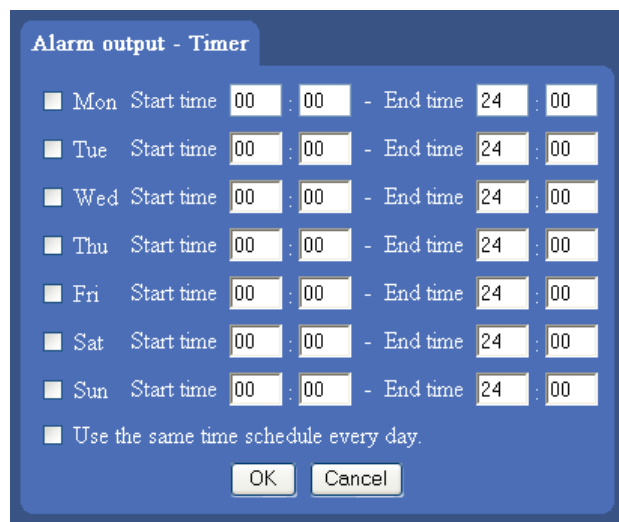 Alarm output - Timer
Mon Start time 00 : 00 - End time 24 : 00
Tue Start time 00 : 00 - End time 24 : 00
Wed Start time 00 : 00 - End time 24 : 00
Thu Start time 00 : 00 - End time 24 : 00
Fri Start time 00 : 00 - End time 24 : 00
Sat Start time 00 : 00 - End time 24 : 00
Sun Start time 00 : 00 - End time 24 : 00
Use the same time schedule every day.
OK Cancel